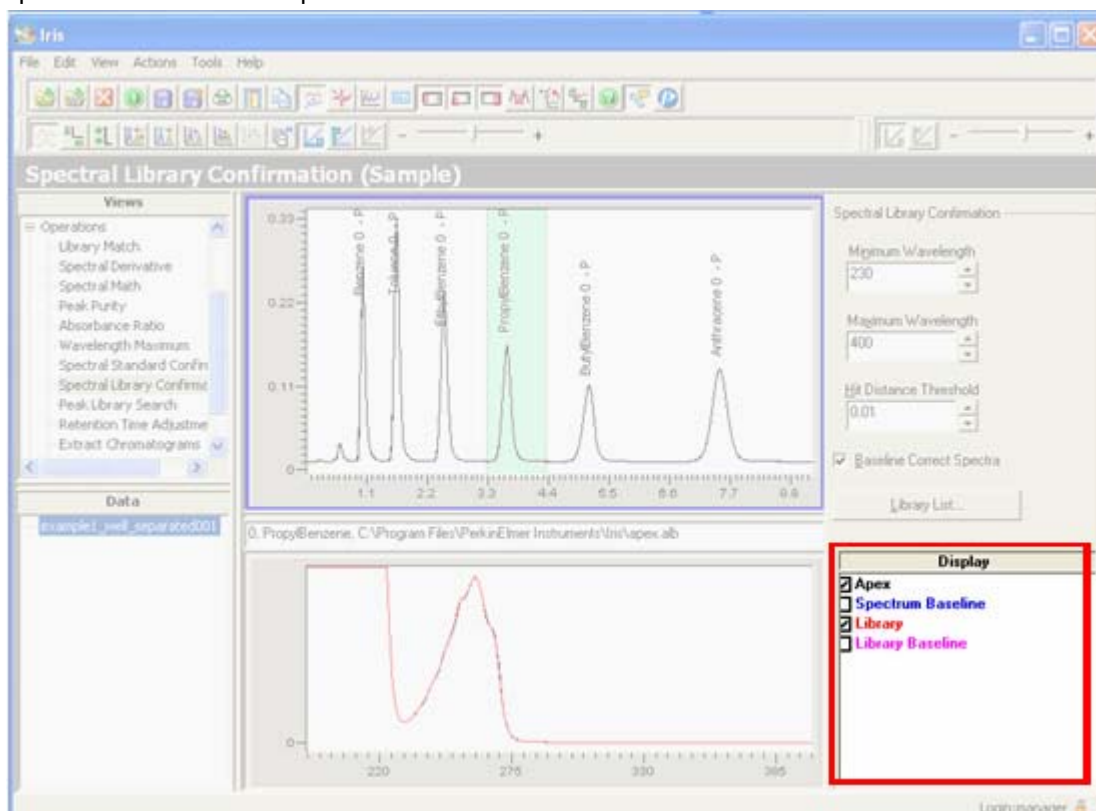 Iris
File Edit View Actions Tools Help
Spectral Library Confirmation (Sample)
Views
Operations
Library Match
Spectral Derivative
Spectral Math
Peak Purity
Absorbance Ratio
Wavelength Maximum
Spectral Standard Confirm
Spectral Library Confirma
Peak Library Search
Retention Time Adjustme
Extract Chromatograms
Data
example1_well_separated001
0.33
0.22
0.11
0
Benzene 0 - P
Toluene 0 - P
EthylBenzene 0 - P
PropylBenzene 0 - P
ButylBenzene 0 - P
Anthracene 0 - P
1.1 2.2 3.3 4.4 5.5 6.6 7.7 8.8
0, PropylBenzene, C:\Program Files\PerkinElmer Instruments\Iris\apex.alb
0
220 275 330 385
Spectral Library Confirmation
Minimum Wavelength
230
Maximum Wavelength
400
Hit Distance Threshold
0.01
Baseline Correct Spectra
Library List...
Display
Apex
Spectrum Baseline
Library
Library Baseline
Login:manager